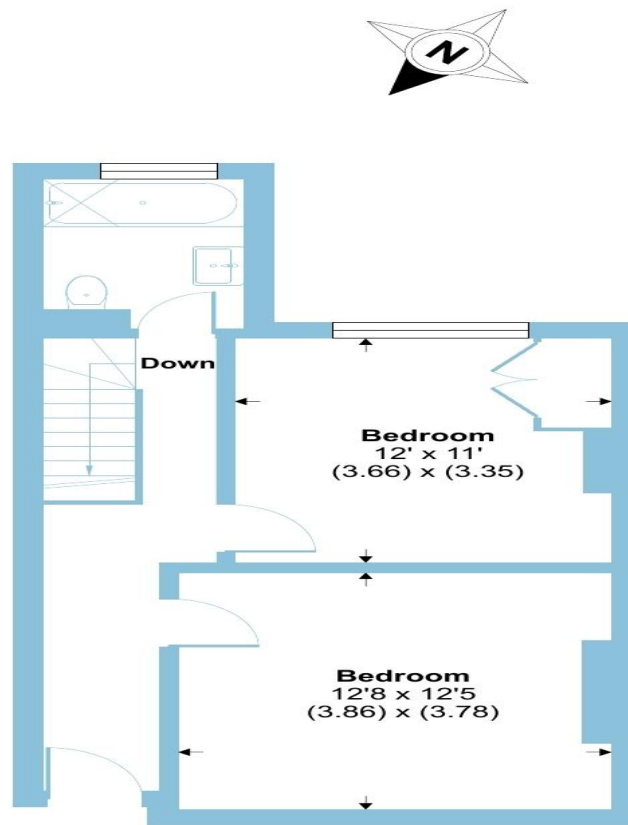 N
Down
Bedroom
12' x 11'
(3.66) x (3.35)
Bedroom
12'8 x 12'5
(3.86) x (3.78)